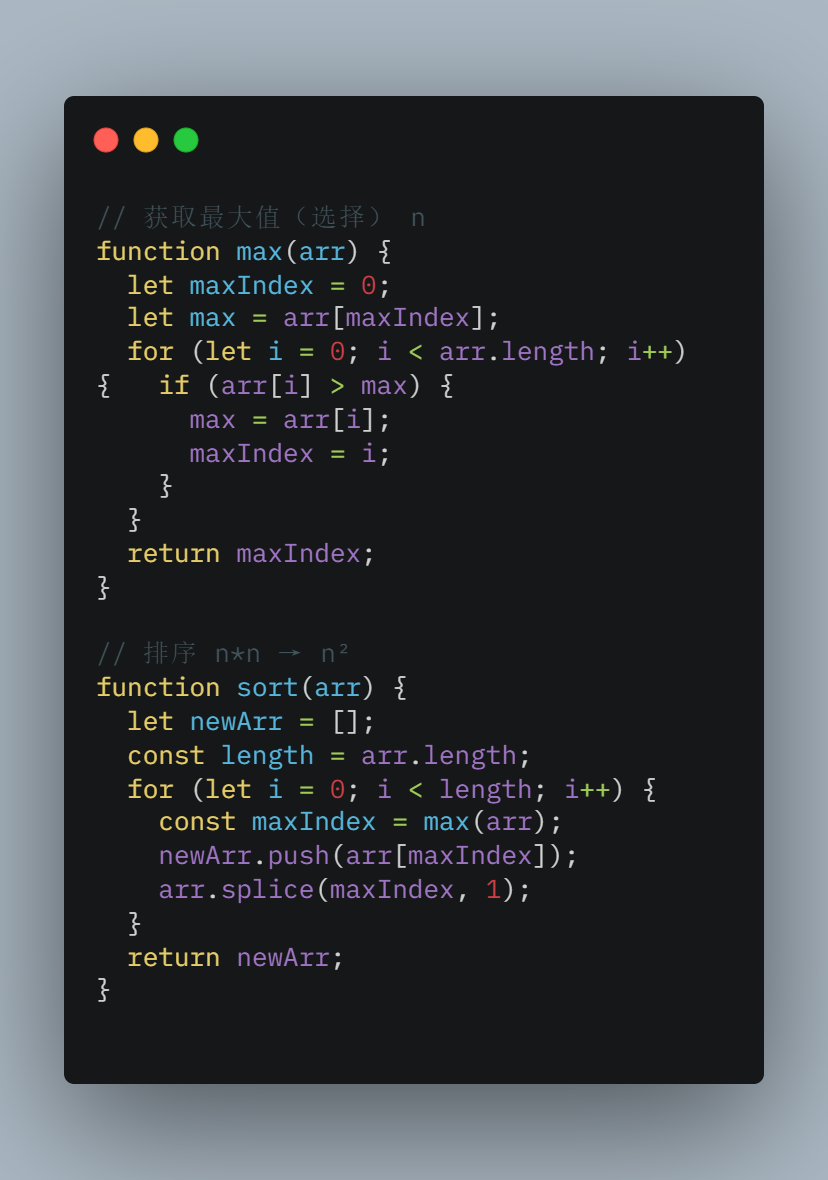 // 获取最大值（选择） n
function max(arr) {
  let maxIndex = 0;
  let max = arr[maxIndex];
  for (let i = 0; i < arr.length; i++)
{   if (arr[i] > max) {
      max = arr[i];
      maxIndex = i;
    }
  }
  return maxIndex;
}

// 排序 n*n → n²
function sort(arr) {
  let newArr = [];
  const length = arr.length;
  for (let i = 0; i < length; i++) {
    const maxIndex = max(arr);
    newArr.push(arr[maxIndex]);
    arr.splice(maxIndex, 1);
  }
  return newArr;
}